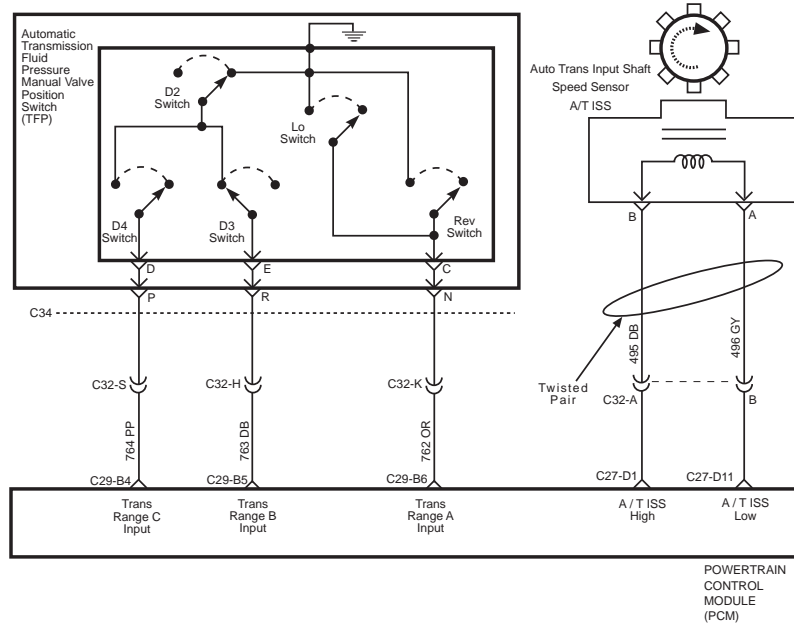 Automatic
Transmission
Fluid
Pressure
Manual Valve
Position
Switch
(TFP)
D2
Switch
Lo
Switch
D4
Switch
D3
Switch
Rev
Switch
D
E
C
P
R
N
C34
Auto Trans Input Shaft
Speed Sensor
A/T ISS
B
A
495 DB
496 GY
Twisted
Pair
C32-S
C32-H
C32-K
C32-A
B
764 PP
763 DB
762 OR
C29-B4
C29-B5
C29-B6
C27-D1
C27-D11
Trans
Range C
Input
Trans
Range B
Input
Trans
Range A
Input
A / T ISS
High
A / T ISS
Low
POWERTRAIN
CONTROL
MODULE
(PCM)